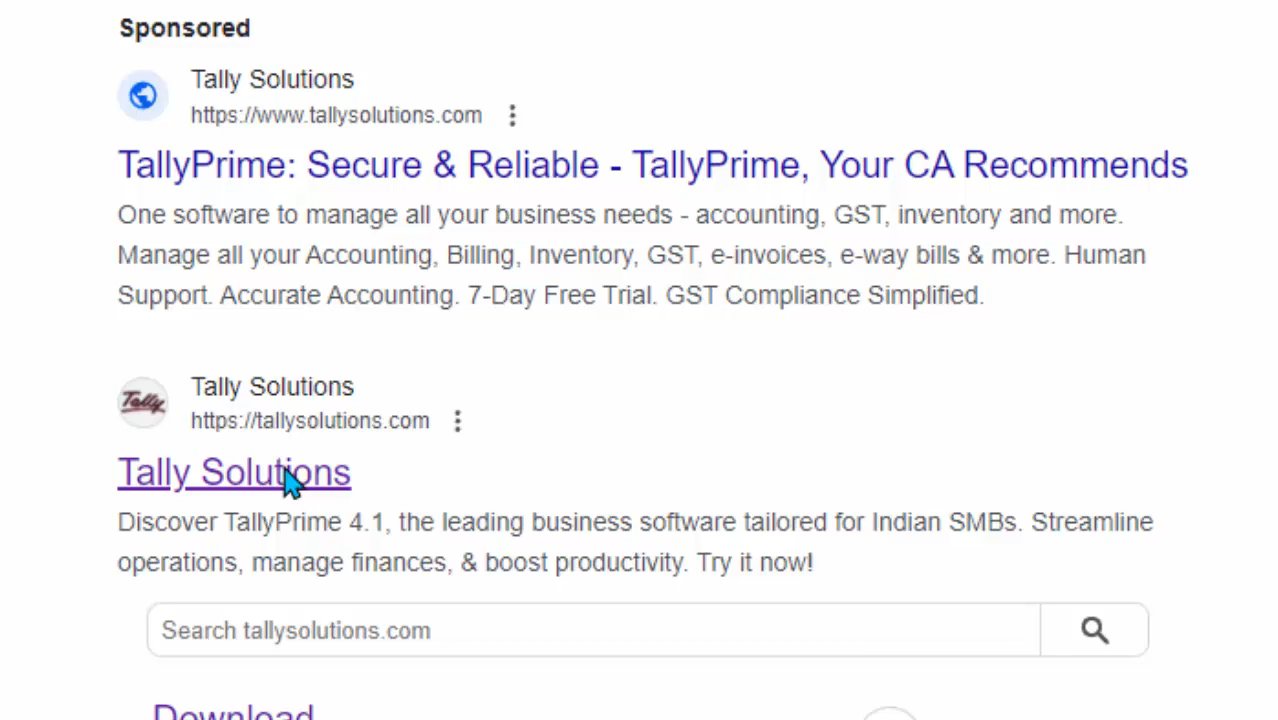 Sponsored
Tally Solutions
https://www.tallysolutions.com
TallyPrime: Secure & Reliable - TallyPrime, Your CA Recommends
One software to manage all your business needs - accounting, GST, inventory and more.
Manage all your Accounting, Billing, Inventory, GST, e-invoices, e-way bills & more. Human
Support. Accurate Accounting. 7-Day Free Trial. GST Compliance Simplified.
Tally
Tally Solutions
https://tallysolutions.com
Tally Solutions
Discover TallyPrime 4.1, the leading business software tailored for Indian SMBs. Streamline
operations, manage finances, & boost productivity. Try it now!
Search tallysolutions.com
Download